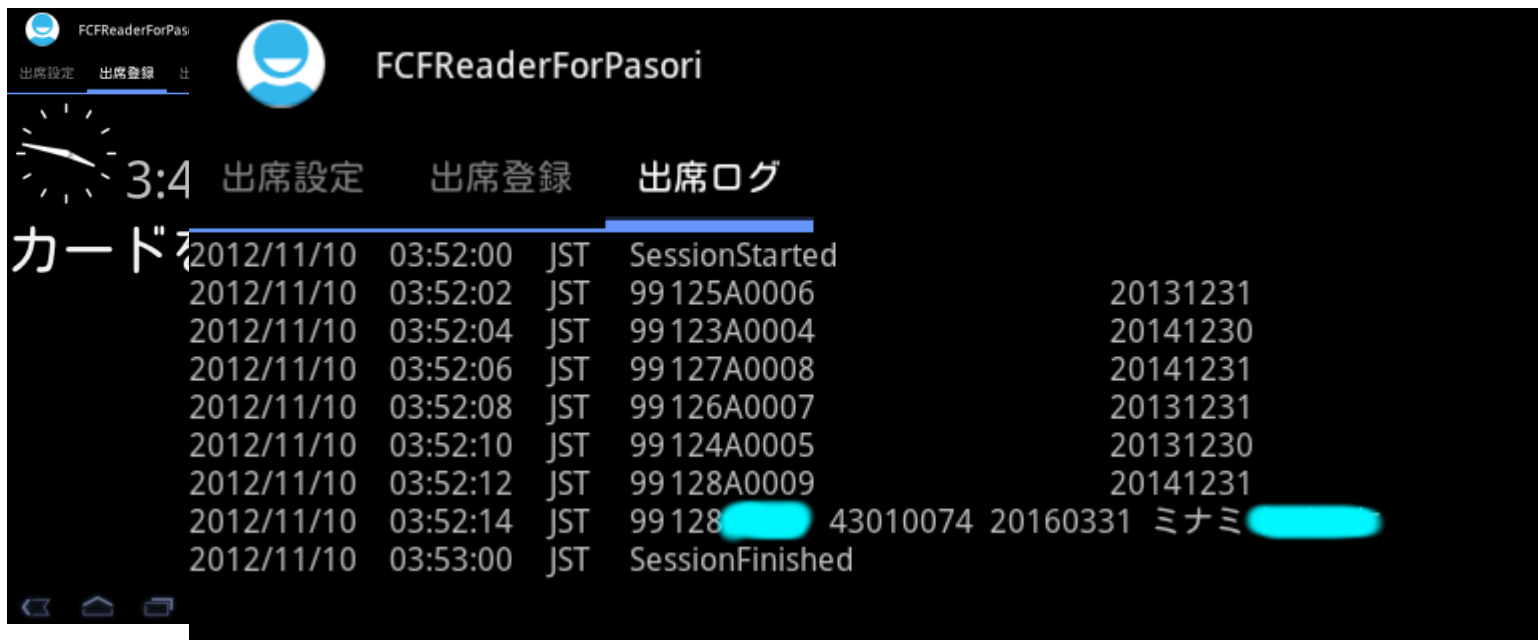 FCFReaderForPas
出席設定 出席登録
3:4
カード
FCFReaderForPasori
出席設定 出席登録 出席ログ
2012/11/10 03:52:00 JST SessionStarted
2012/11/10 03:52:02 JST 99125A0006 20131231
2012/11/10 03:52:04 JST 99123A0004 20141230
2012/11/10 03:52:06 JST 99127A0008 20141231
2012/11/10 03:52:08 JST 99126A0007 20131231
2012/11/10 03:52:10 JST 99124A0005 20131230
2012/11/10 03:52:12 JST 99128A0009 20141231
2012/11/10 03:52:14 JST 99128 43010074 20160331 ミナミ
2012/11/10 03:53:00 JST SessionFinished